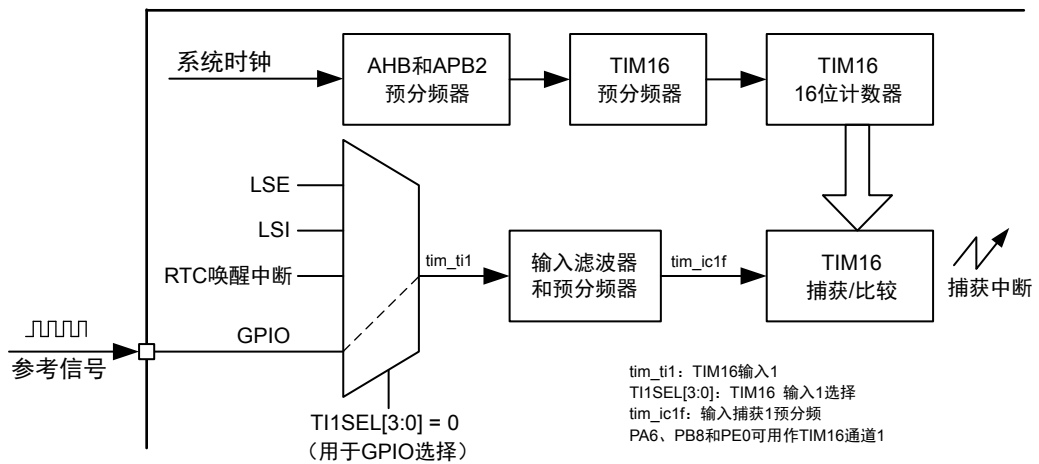 系统时钟
AHB和APB2
预分频器
TIM16
预分频器
TIM16
16位计数器
LSE
LSI
RTC唤醒中断
GPIO
tim_ti1
输入滤波器
和预分频器
tim_ic1f
TIM16
捕获/比较
捕获中断
参考信号
TI1SEL[3:0] = 0
（用于GPIO选择）
tim_ti1：TIM16输入1
TI1SEL[3:0]：TIM16 输入1选择
tim_ic1f：输入捕获1预分频
PA6、PB8和PE0可用作TIM16通道1